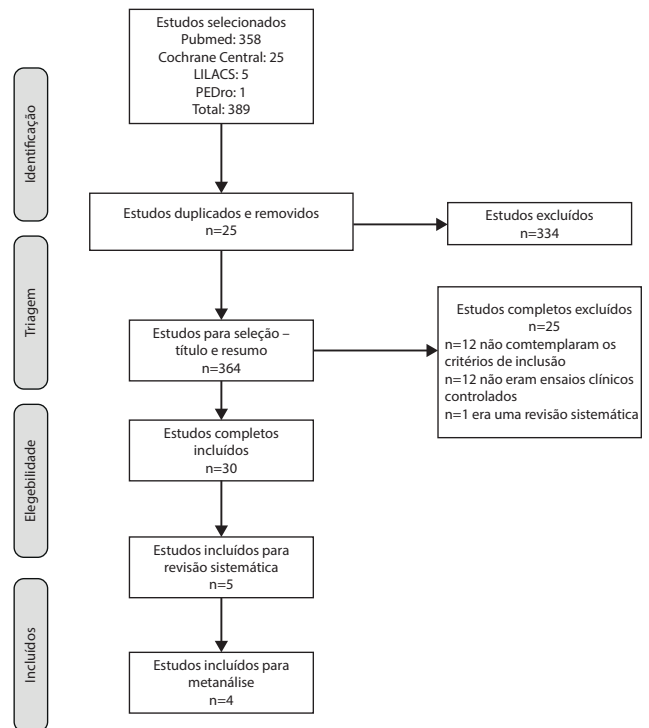 Estudos selecionados
Pubmed: 358
Cochrane Central: 25
LILACS: 5
PEDro: 1
Total: 389
Identificação
Estudos duplicados e removidos
n=25
Estudos excluídos
n=334
Triagem
Estudos para seleção –
título e resumo
n=364
Estudos completos excluídos
n=25
n=12 não comtemplaram os
critérios de inclusão
n=12 não eram ensaios clínicos
controlados
n=1 era uma revisão sistemática
Elegebilidade
Estudos completos
incluídos
n=30
Estudos incluídos para
revisão sistemática
n=5
Incluídos
Estudos incluídos para
metanálise
n=4